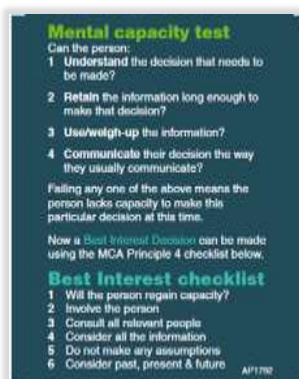 Mental capacity test
Can the person:
1 Understand the decision that needs to
be made?
2 Retain the information long enough to
make that decision?
3 Use/weigh-up the information?
4 Communicate their decision the way
they usually communicate?
Failing any one of the above means the
person lacks capacity to make this
particular decision at this time.
Now a Best Interest Decision can be made
using the MCA Principle 4 checklist below.
Best Interest checklist
1 Will the person regain capacity?
2 Involve the person
3 Consult all relevant people
4 Consider all the information
5 Do not make any assumptions
6 Consider past, present & future
AP1792